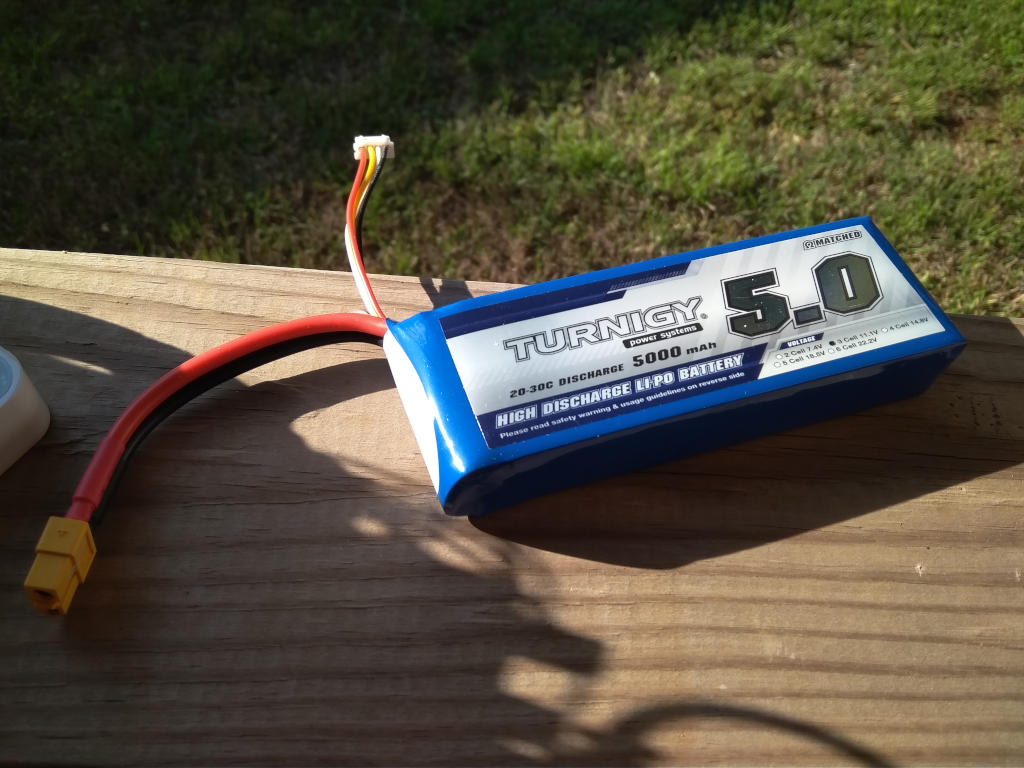 MATCHED
TURNIGY®
power systems
5.0
5000 mAh
20-30C DISCHARGE
HIGH DISCHARGE LI-PO BATTERY
Please read safety warning & usage guidelines on reverse side
VOLTAGE
2 Cell 7.4V 3 Cell 11.1V 4 Cell 14.8V
5 Cell 18.5V 6 Cell 22.2V